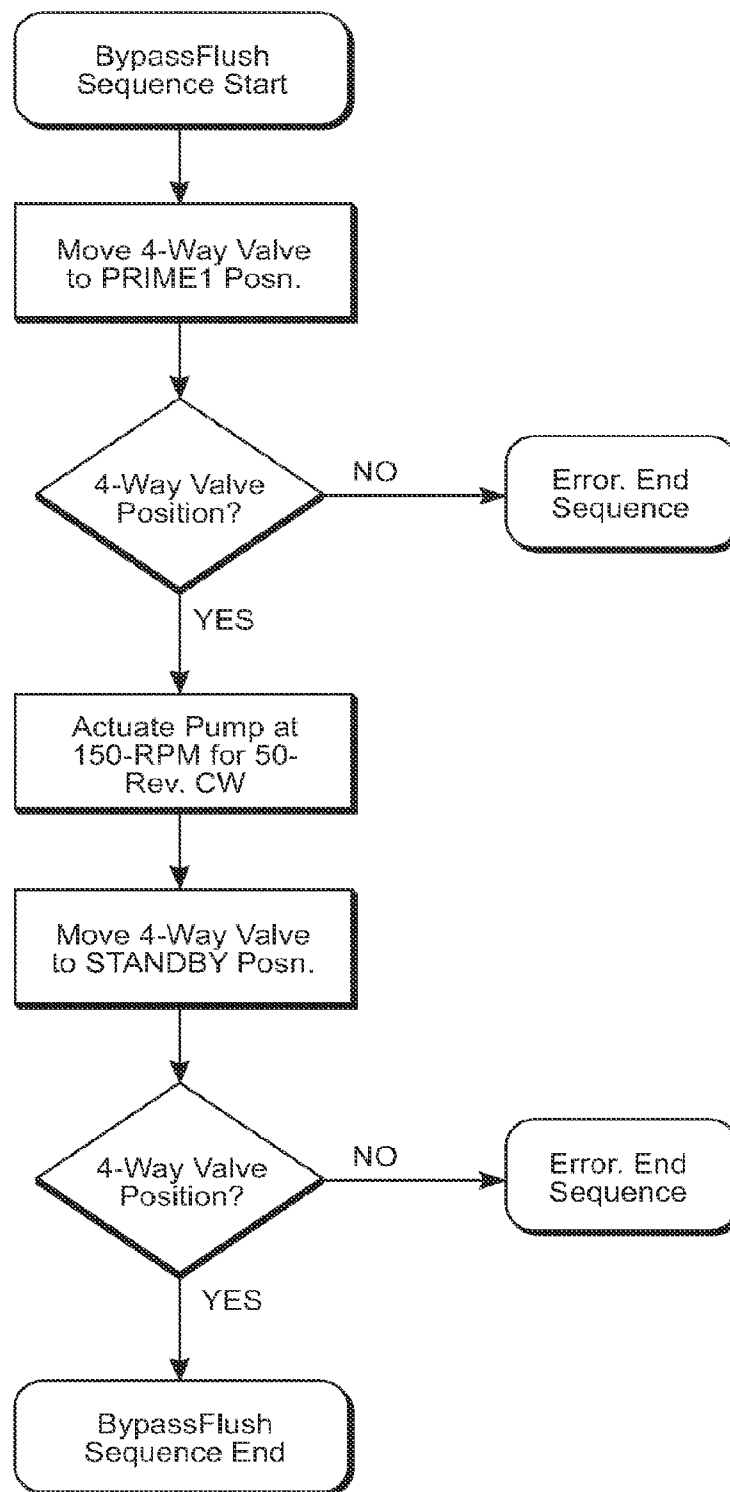 BypassFlush
Sequence Start
Move 4-Way Valve
to PRIME1 Posn.
4-Way Valve
Position?
NO
Error. End
Sequence
YES
Actuate Pump at
150-RPM for 50-
Rev. CW
Move 4-Way Valve
to STANDBY Posn.
4-Way Valve
Position?
NO
Error. End
Sequence
YES
BypassFlush
Sequence End